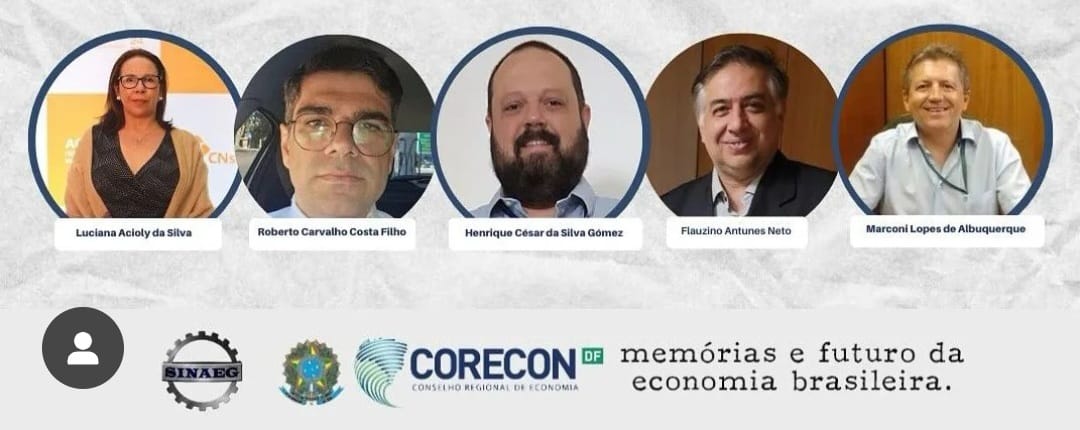 CNs
Luciana Acioly da Silva
Roberto Carvalho Costa Filho
Henrique César da Silva Gómez
Flauzino Antunes Neto
Marconi Lopes de Albuquerque
SINAEG
CORECON DF
CONSELHO REGIONAL DE ECONOMIA
memórias e futuro da
economia brasileira.